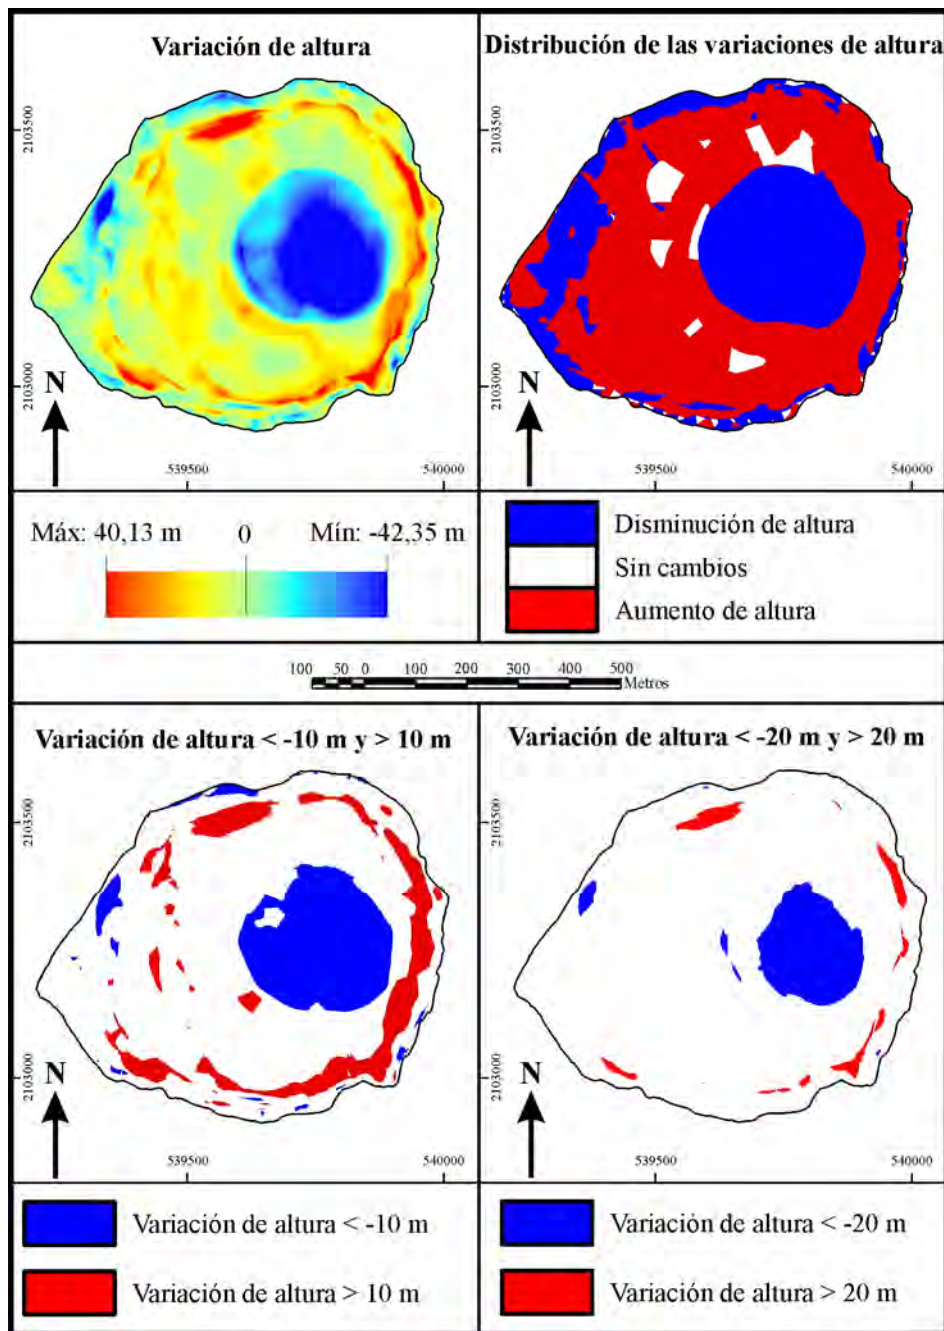 Variación de altura
Distribución de las variaciones de altura
2103500
2103000
N
539500
540000
2103500
2103000
N
539500
540000
Máx: 40,13 m 0 Mín: -42,35 m
Disminución de altura
Sin cambios
Aumento de altura
100 50 0 100 200 300 400 500
Metros
Variación de altura < -10 m y > 10 m
Variación de altura < -20 m y > 20 m
2103500
2103000
N
539500
540000
2103500
2103000
N
539500
540000
Variación de altura < -10 m
Variación de altura > 10 m
Variación de altura < -20 m
Variación de altura > 20 m